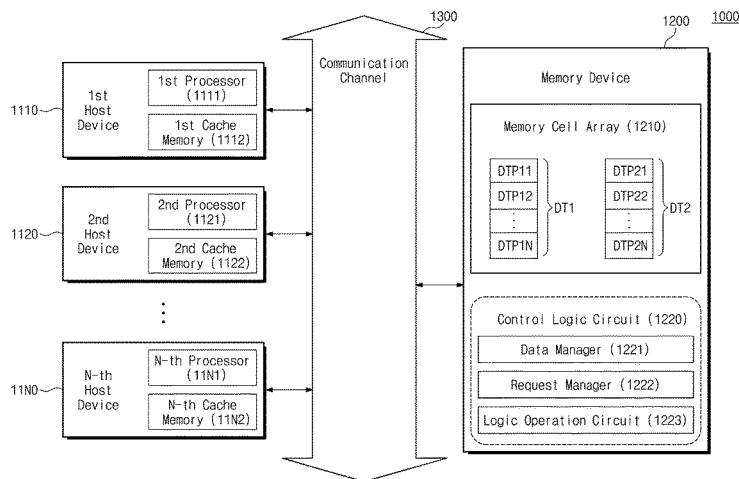 1000
1300
1200
Communication
Channel
1110
1st
Host
Device
1st Processor
(1111)
1st Cache
Memory (1112)
1120
2nd
Host
Device
2nd Processor
(1121)
2nd Cache
Memory (1122)
11N0
N-th
Host
Device
N-th Processor
(11N1)
N-th Cache
Memory (11N2)
Memory Device
Memory Cell Array (1210)
DTP11
DTP12
DTP1N
DT1
DTP21
DTP22
DTP2N
DT2
Control Logic Circuit (1220)
Data Manager (1221)
Request Manager (1222)
Logic Operation Circuit (1223)